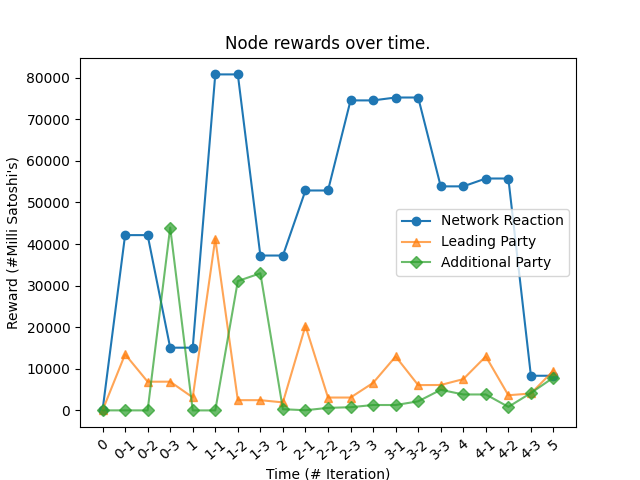 Node rewards over time.
Reward (#Milli Satoshi's)
80000
70000
60000
50000
40000
30000
20000
10000
0
Network Reaction
Leading Party
Additional Party
0 0-1 0-2 0-3 1 1-1 1-2 1-3 2 2-1 2-2 2-3 3 3-1 3-2 3-3 4 4-1 4-2 4-3 5
Time (# Iteration)